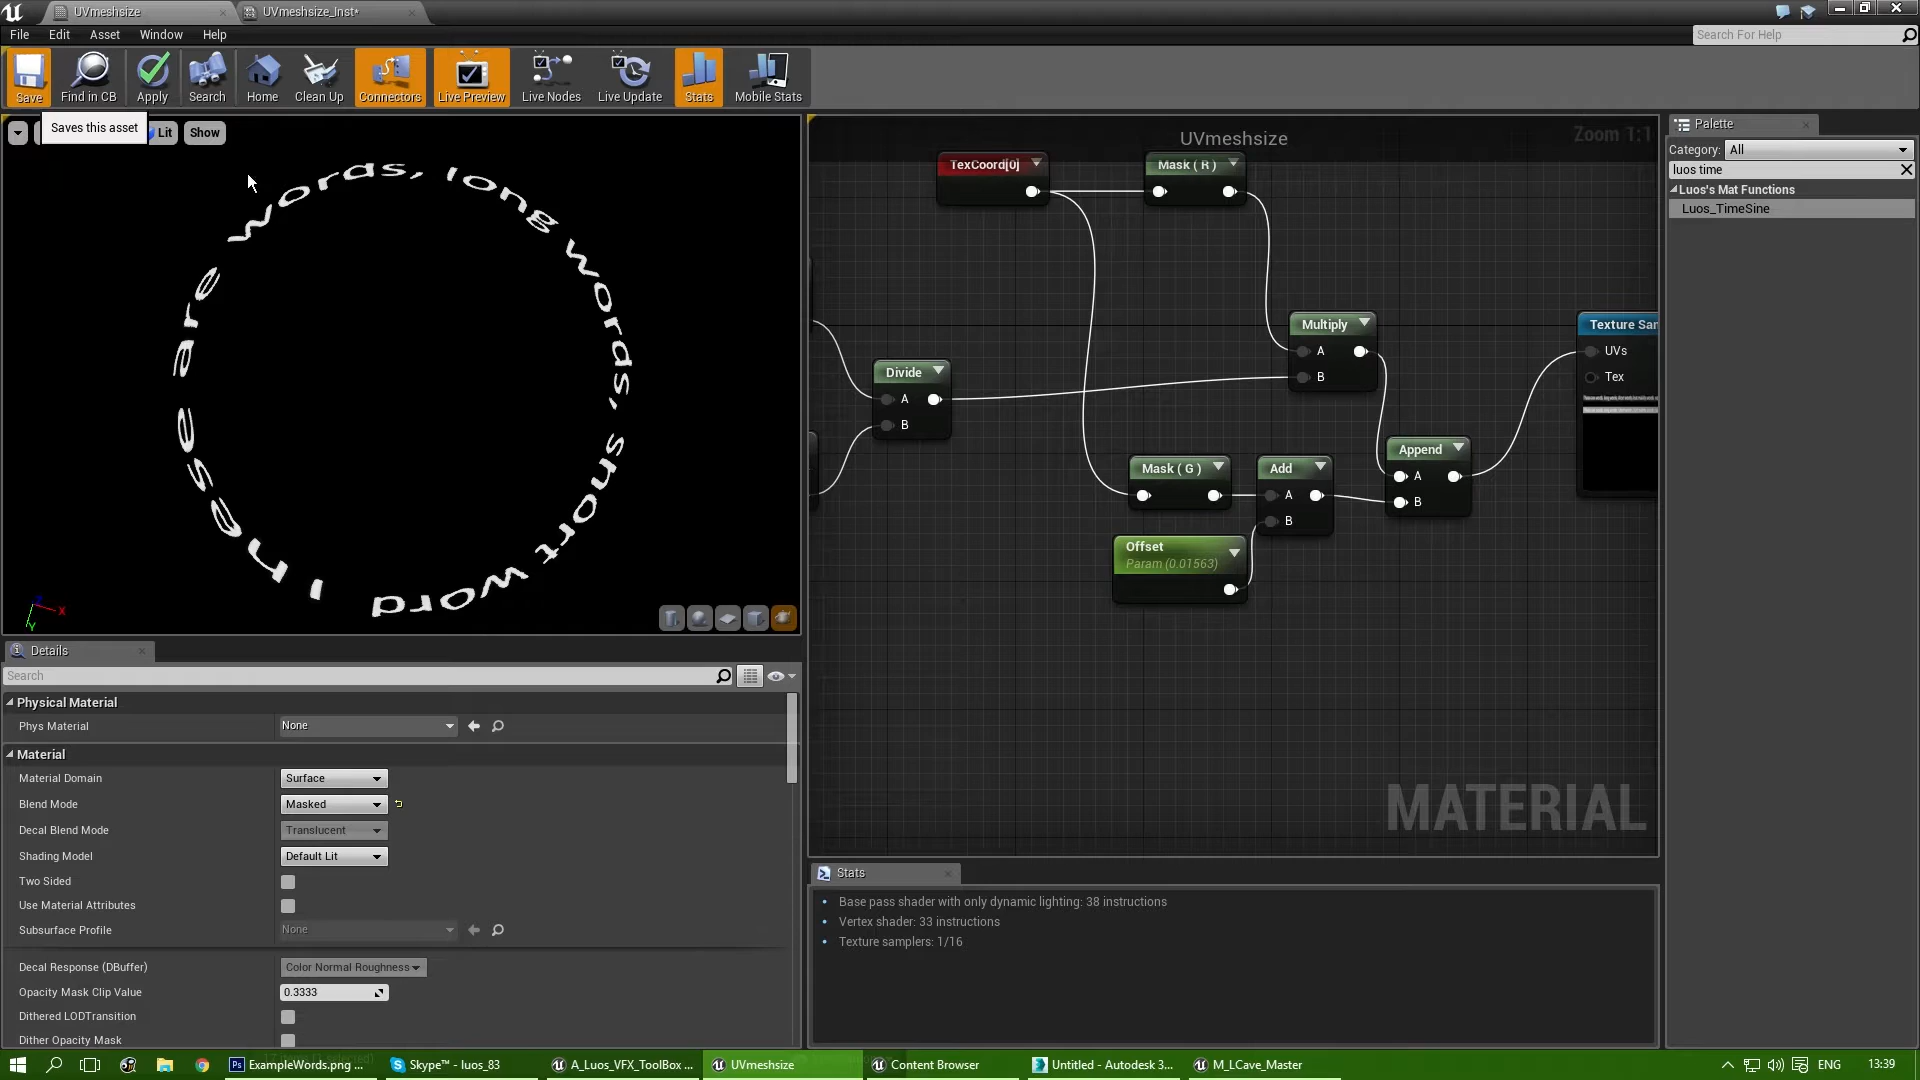 UVmeshsize
UVmeshsize_Inst*
File Edit Asset Window Help
Search For Help
Save
Find in CB
Apply
Search
Home
Clean Up
Connectors
Live Preview
Live Nodes
Live Update
Stats
Mobile Stats
Saves this asset
Lit
Show
These are words, long words, short word
UVmeshsize
Zoom 1:1
TexCoord[0]
Mask ( R )
Multiply
A
B
Divide
A
B
Texture Sam
UVs
Tex
Append
A
B
Mask ( G )
Add
A
B
Offset
Param (0.01563)
MATERIAL
Palette
Category: All
luos time
Luos's Mat Functions
Luos_TimeSine
Details
Search
Physical Material
Phys Material None
Material
Material Domain Surface
Blend Mode Masked
Decal Blend Mode Translucent
Shading Model Default Lit
Two Sided
Use Material Attributes
Subsurface Profile None
Decal Response (DBuffer) Color Normal Roughness
Opacity Mask Clip Value 0.3333
Dithered LODTransition
Dither Opacity Mask
Stats
Base pass shader with only dynamic lighting: 38 instructions
Vertex shader: 33 instructions
Texture samplers: 1/16
ExampleWords.png ...
Skype™ - luos_83
A_Luos_VFX_ToolBox ...
UVmeshsize
Content Browser
Untitled - Autodesk 3...
M_LCave_Master
ENG
13:39